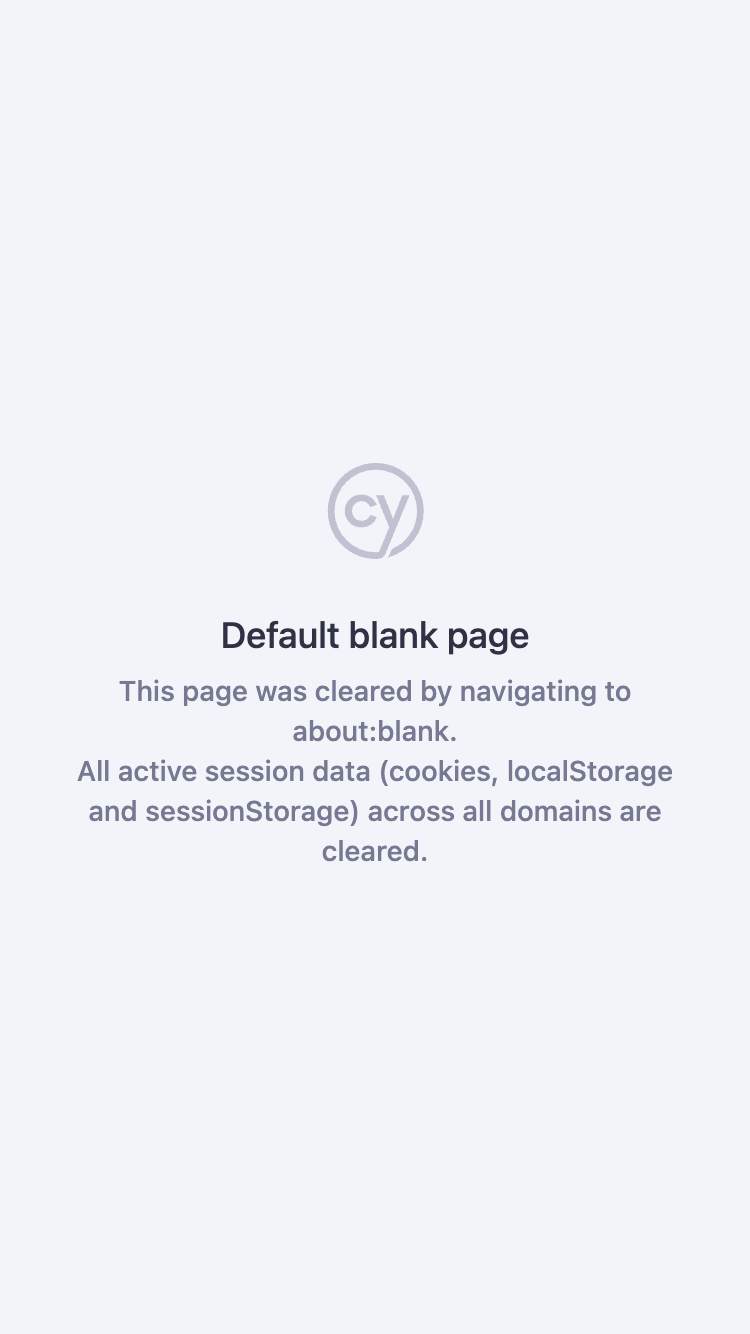 cy
Default blank page
This page was cleared by navigating to
about:blank.
All active session data (cookies, localStorage
and sessionStorage) across all domains are
cleared.